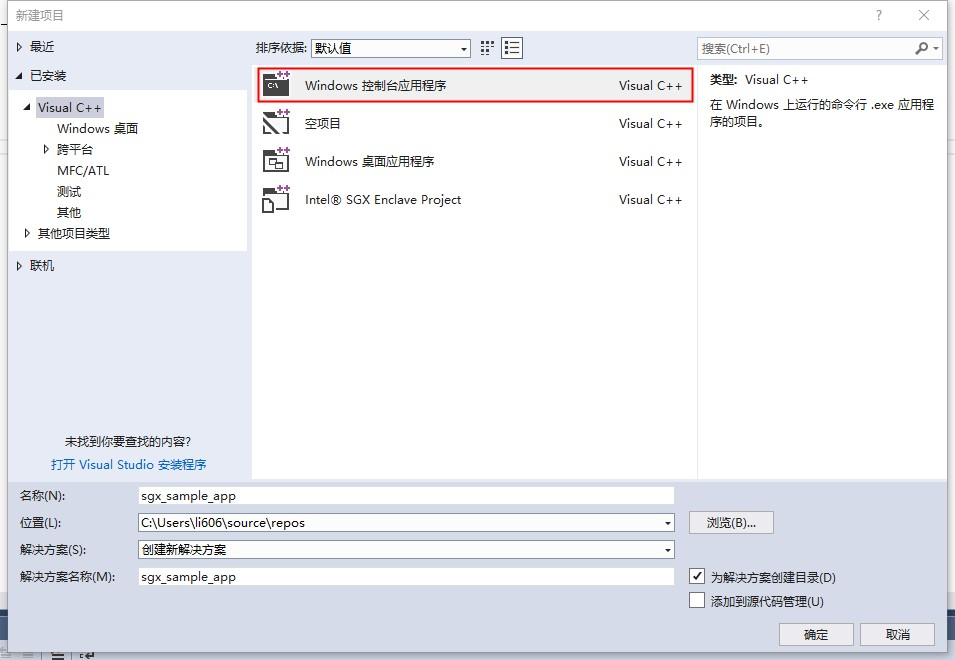 新建项目
?
最近
排序依据: 默认值
搜索(Ctrl+E)
已安装
Visual C++
Windows 桌面
跨平台
MFC/ATL
测试
其他
其他项目类型
联机
未找到你要查找的内容?
打开 Visual Studio 安装程序
C:\
Windows 控制台应用程序 Visual C++
空项目 Visual C++
Windows 桌面应用程序 Visual C++
Intel® SGX Enclave Project Visual C++
类型: Visual C++
在 Windows 上运行的命令行 .exe 应用程
序的项目。
名称(N): sgx_sample_app
位置(L): C:\Users\li606\source\repos 浏览(B)...
解决方案(S): 创建新解决方案
解决方案名称(M): sgx_sample_app
为解决方案创建目录(D)
添加到源代码管理(U)
确定 取消